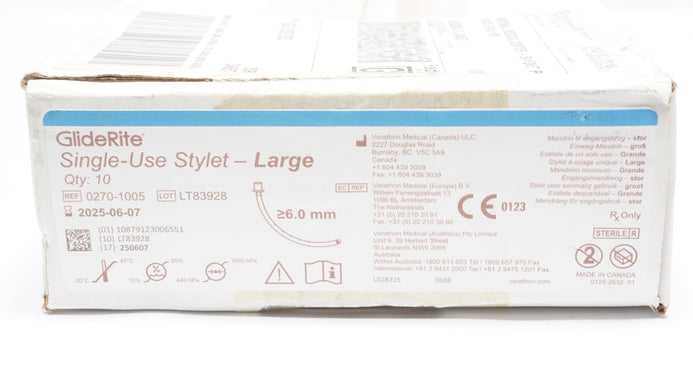 GlideRite®
Single-Use Stylet – Large
Qty: 10
REF 0270-1005 LOT LT83928
2025-06-07
(01) 10879123006551
(10) LT83928
(17) 250607
-20°C 45°C
10% 95%
440 hPa 1060 hPa
≥6.0 mm
i
Verathon Medical (Canada) ULC
2227 Douglas Road
Burnaby, BC V5C 5A9
Canada
+1 604 439 3009
Fax: +1 604 439 3039
EC REP
Verathon Medical (Europe) B.V.
Willem Fenengastraat 13
1096 BL Amsterdam
The Netherlands
+31 (0) 20 210 30 91
Fax: +31 (0) 20 210 30 92
Verathon Medical (Australia) Pty Limited
Unit 9, 39 Herbert Street
St Leonards NSW 2065
Australia
Within Australia: 1800 613 603 Tel / 1800 657 970 Fax
International: +61 2 9431 2000 Tel / +61 2 9475 1201 Fax
LO2822E 0688
verathon.com
CE 0123
Mandrin til engangsbrug – stor
Einweg-Mandrin – groß
Estilete de un solo uso – Grande
Stylet à usage unique – Large
Mandrino monouso – Grande
Engangsmandreng – Stor
Stilet voor eenmalig gebruik – groot
Estilete descartável – Grande
Mandräng för engångsbruk – stor
Rx Only
STERILE R
2
MADE IN CANADA
0125-2632 01